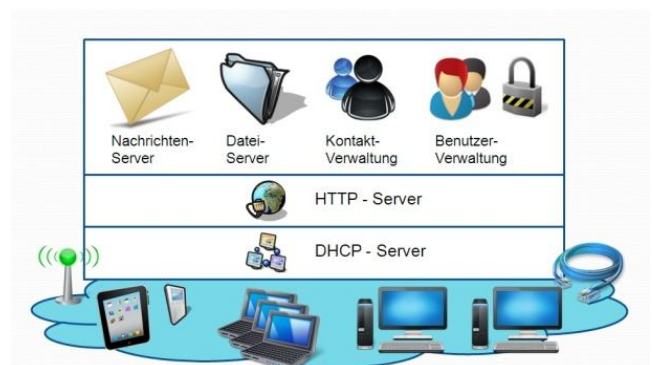 Nachrichten-
Server
Datei-
Server
Kontakt-
Verwaltung
Benutzer-
Verwaltung
HTTP - Server
DHCP - Server